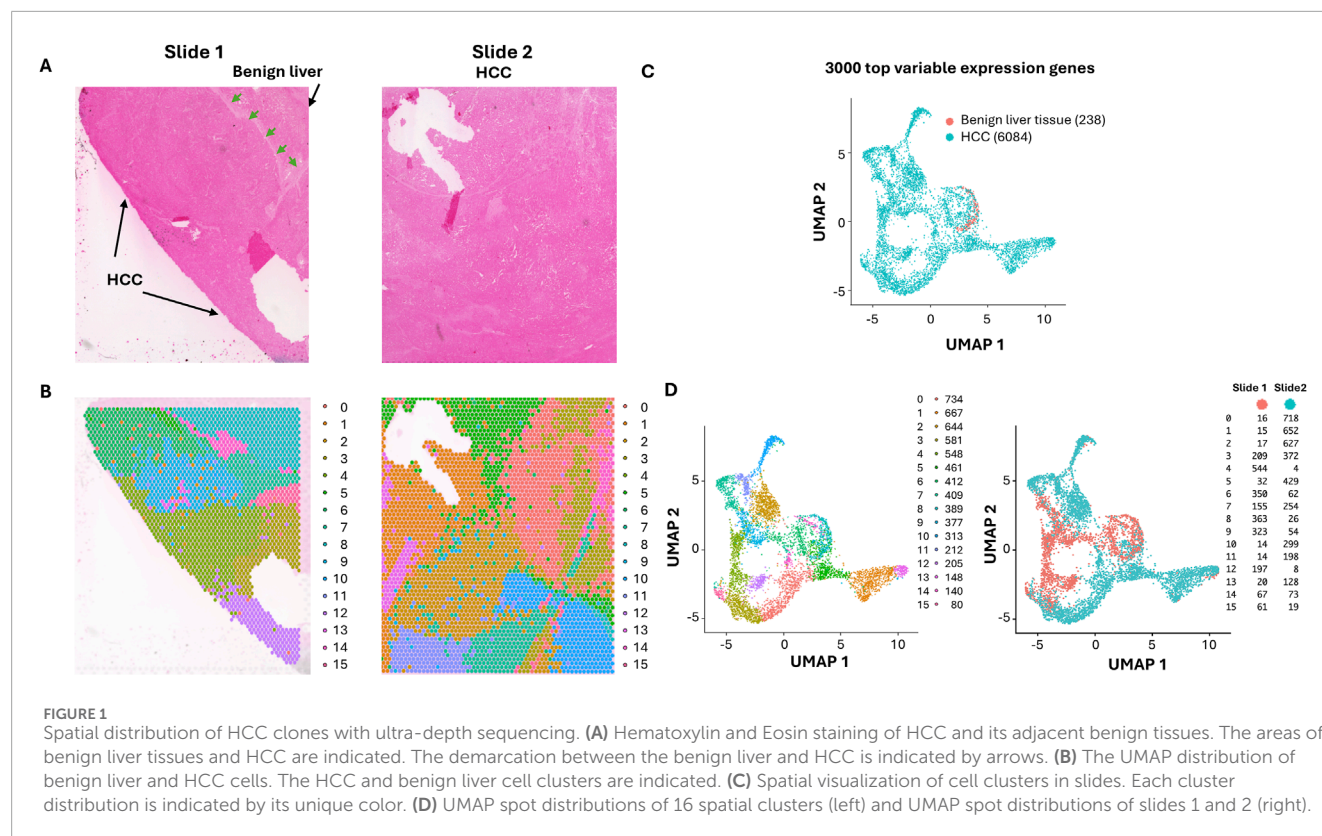 Slide 1
Slide 2
A
Benign liver
HCC
C
3000 top variable expression genes
Benign liver tissue (238)
HCC (6084)
5
0
-5
UMAP 2
-5 0 5 10
UMAP 1
HCC
B
0
1
2
3
4
5
6
7
8
9
10
11
12
13
14
15
0
1
2
3
4
5
6
7
8
9
10
11
12
13
14
15
D
0 734
1 667
2 644
3 581
4 548
5 461
6 412
7 409
8 389
9 377
10 313
11 212
12 205
13 148
14 140
15 80
5
0
-5
UMAP 2
-5 0 5 10
UMAP 1
Slide 1 Slide2
0 16 718
1 15 652
2 17 627
3 209 372
4 544 4
5 32 429
6 350 62
7 155 254
8 363 26
9 323 54
10 14 299
11 14 198
12 197 8
13 20 128
14 67 73
15 61 19
5
0
-5
UMAP 2
-5 0 5 10
UMAP 1
FIGURE 1
Spatial distribution of HCC clones with ultra-depth sequencing. (A) Hematoxylin and Eosin staining of HCC and its adjacent benign tissues. The areas of
benign liver tissues and HCC are indicated. The demarcation between the benign liver and HCC is indicated by arrows. (B) The UMAP distribution of
benign liver and HCC cells. The HCC and benign liver cell clusters are indicated. (C) Spatial visualization of cell clusters in slides. Each cluster
distribution is indicated by its unique color. (D) UMAP spot distributions of 16 spatial clusters (left) and UMAP spot distributions of slides 1 and 2 (right).